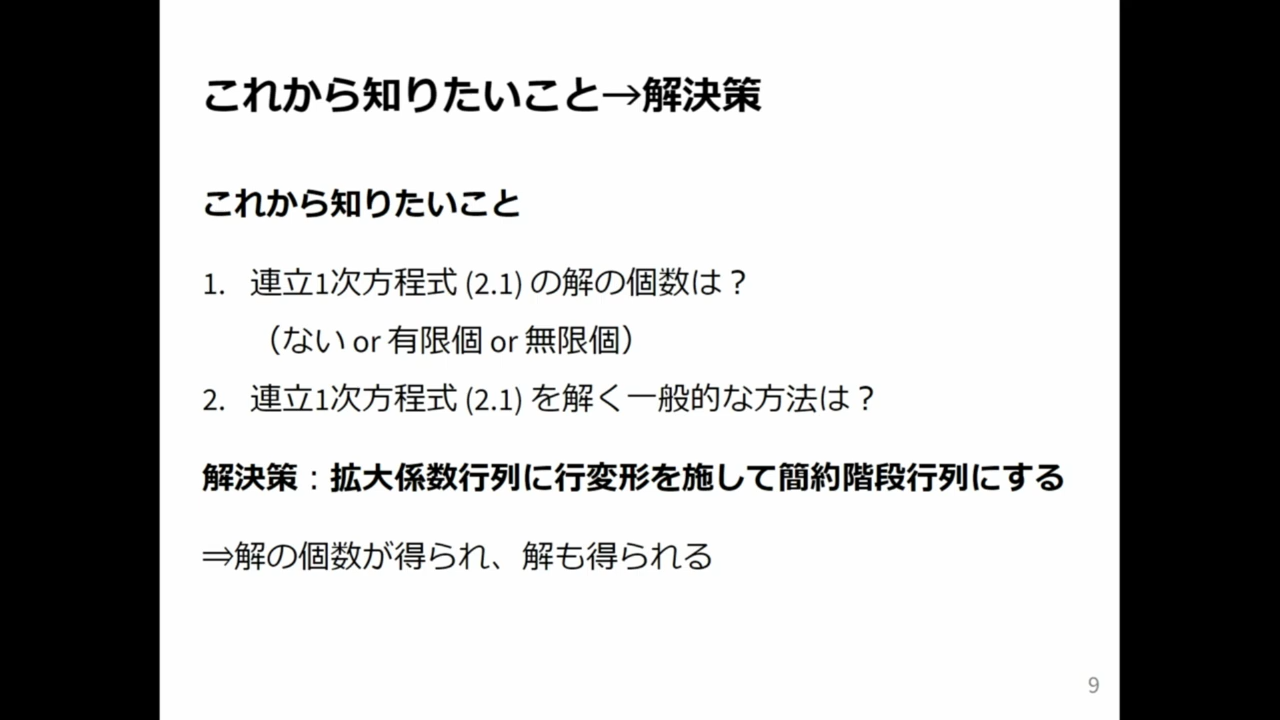 これから知りたいこと→解決策
これから知りたいこと
1. 連立1次方程式 (2.1) の解の個数は？
（ない or 有限個 or 無限個）
2. 連立1次方程式 (2.1) を解く一般的な方法は？
解決策：拡大係数行列に行変形を施して簡約階段行列にする
⇒解の個数が得られ、解も得られる
9